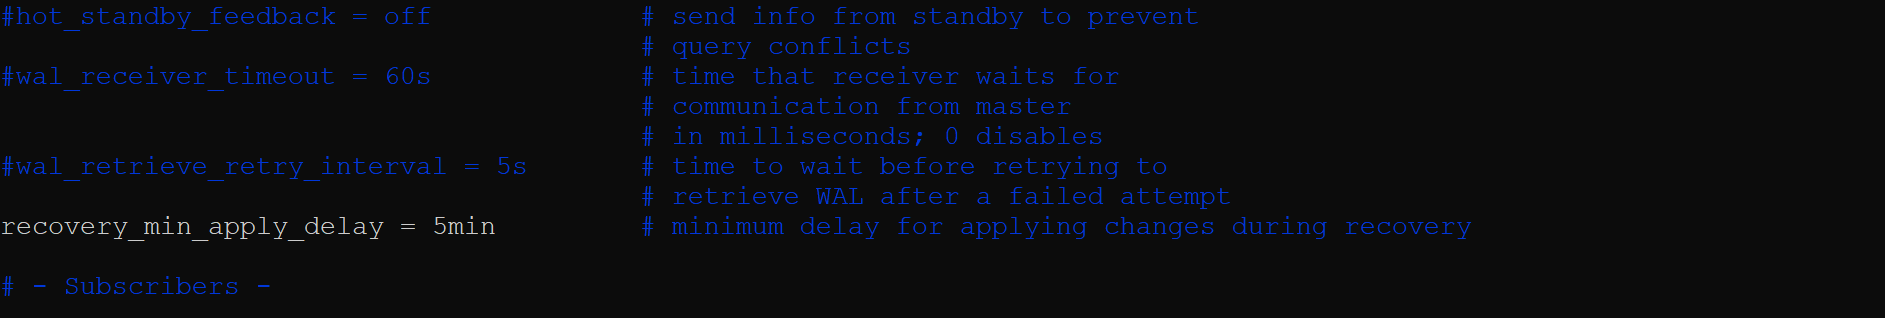 #hot_standby_feedback = off # send info from standby to prevent
# query conflicts
#wal_receiver_timeout = 60s # time that receiver waits for
# communication from master
# in milliseconds; 0 disables
#wal_retrieve_retry_interval = 5s # time to wait before retrying to
# retrieve WAL after a failed attempt
recovery_min_apply_delay = 5min # minimum delay for applying changes during recovery
# - Subscribers -